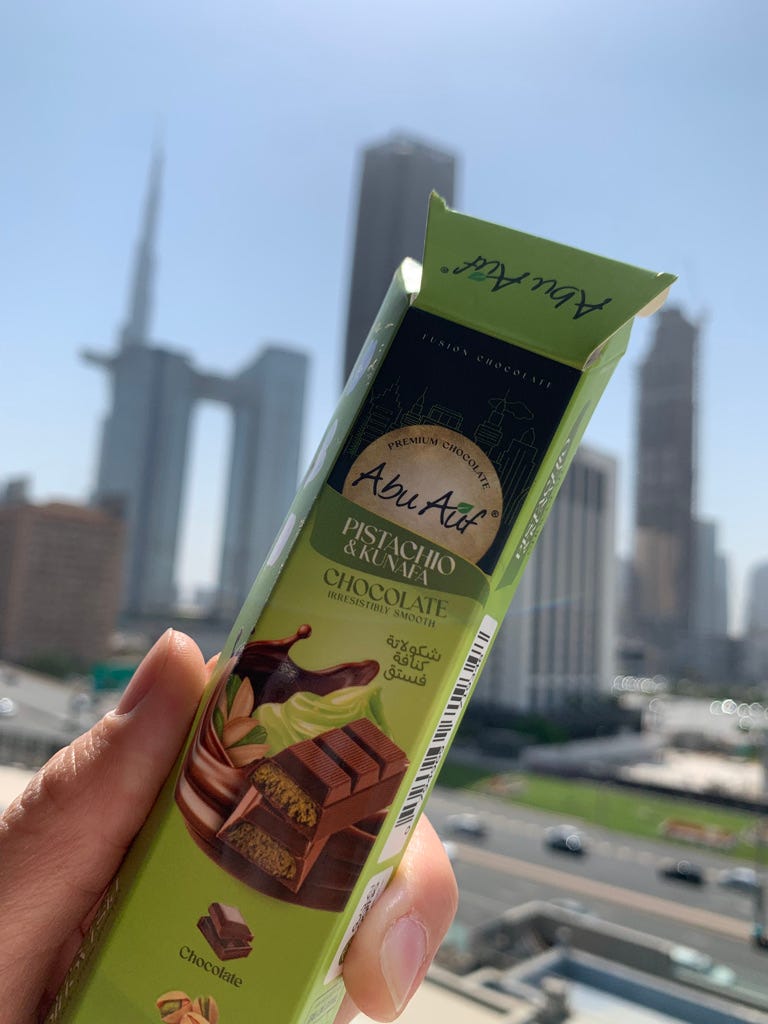 Abu Auf®
FUSION CHOCOLATE
PREMIUM CHOCOLATE
Abu Auf®
PISTACHIO
& KUNAFA
CHOCOLATE
IRRESISTIBLY SMOOTH
شكولاتة
كنافة
فستق
Chocolate